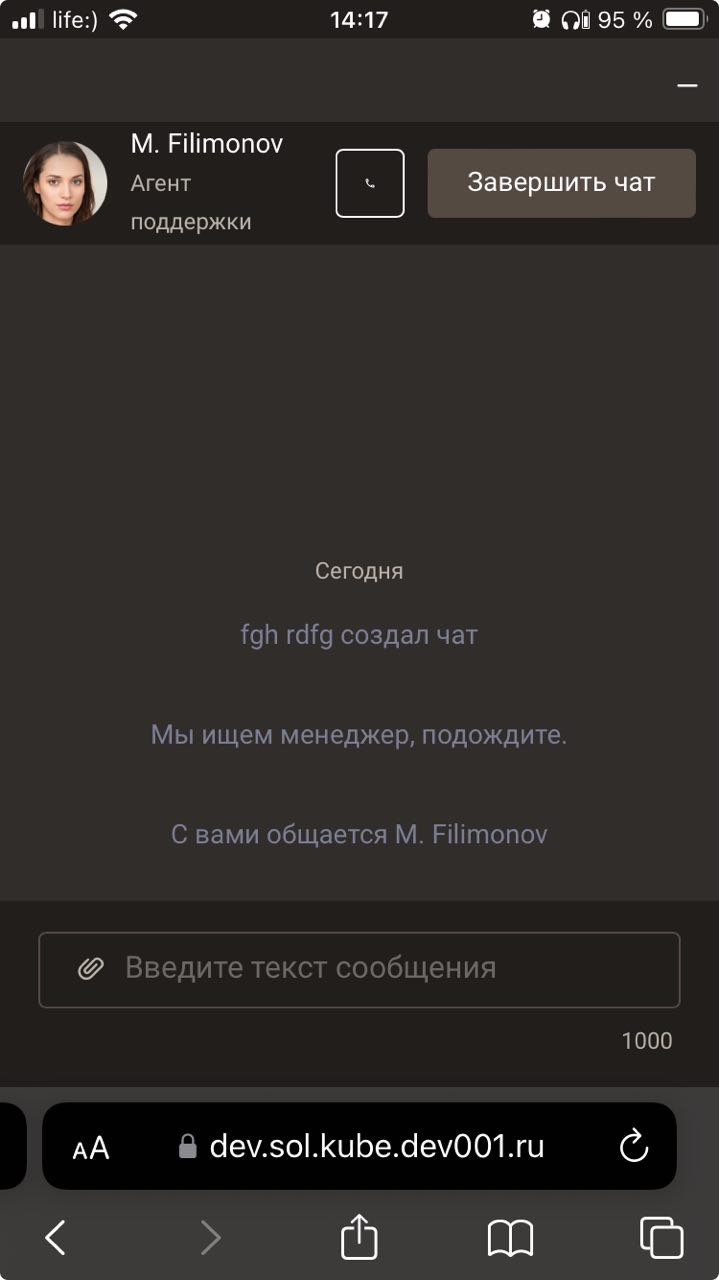 life:) 14:17 95 %
M. Filimonov
Агент
поддержки
Завершить чат
Сегодня
fgh rdfg создал чат
Мы ищем менеджер, подождите.
С вами общается M. Filimonov
Введите текст сообщения
1000
AA dev.sol.kube.dev001.ru